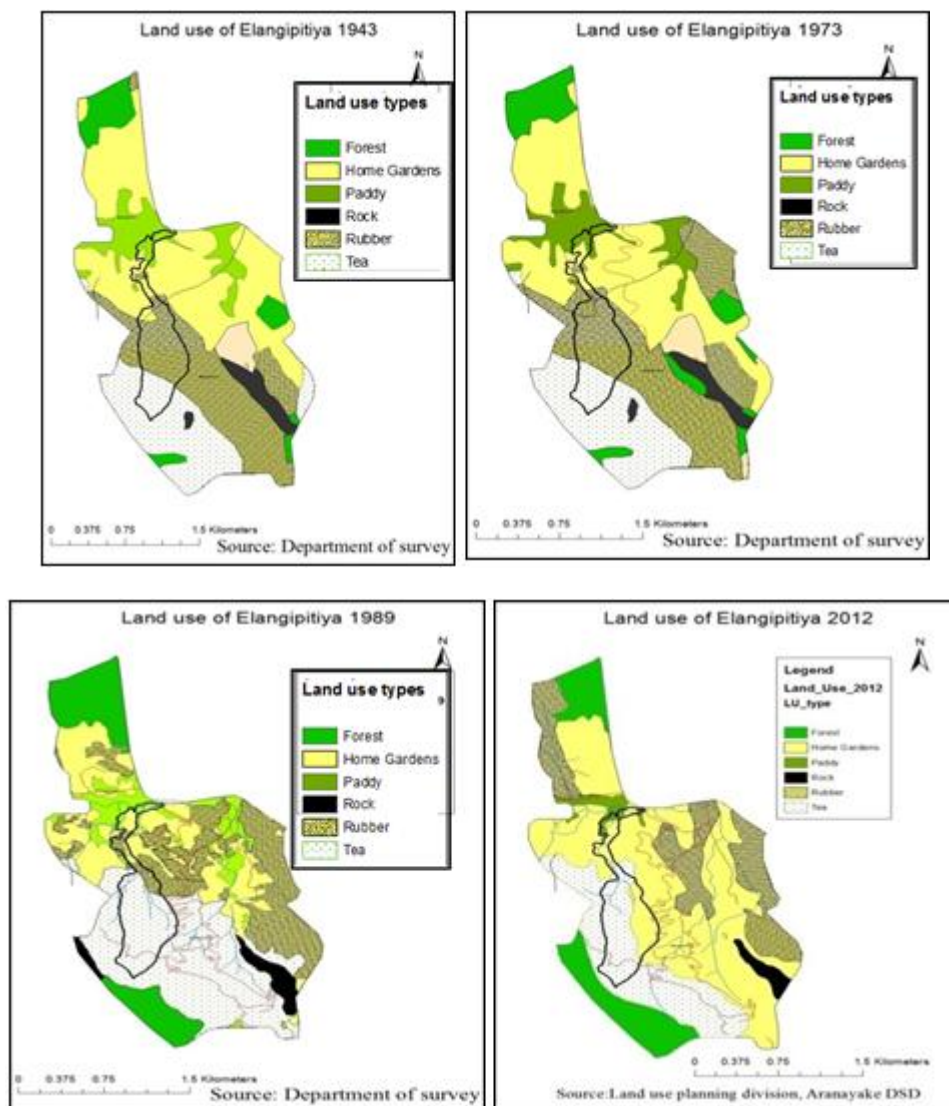 Land use of Elangipitiya 1943
N
Land use types
Forest
Home Gardens
Paddy
Rock
Rubber
Tea
0 0.375 0.75 1.5 Kilometers
Source: Department of survey
Land use of Elangipitiya 1973
N
Land use types
Forest
Home Gardens
Paddy
Rock
Rubber
Tea
0 0.375 0.75 1.5 Kilometers
Source: Department of survey
Land use of Elangipitiya 1989
N
Land use types
9
Forest
Home Gardens
Paddy
Rock
Rubber
Tea
0 0.375 0.75 1.5 Kilometers
Source: Department of survey
Land use of Elangipitiya 2012
N
Legend
Land_Use_2012
LU_type
Forest
Home Gardens
Paddy
Rock
Rubber
Tea
0 0.375 0.75 1.5 Kilometers
Source:Land use planning division, Aranayake DSD